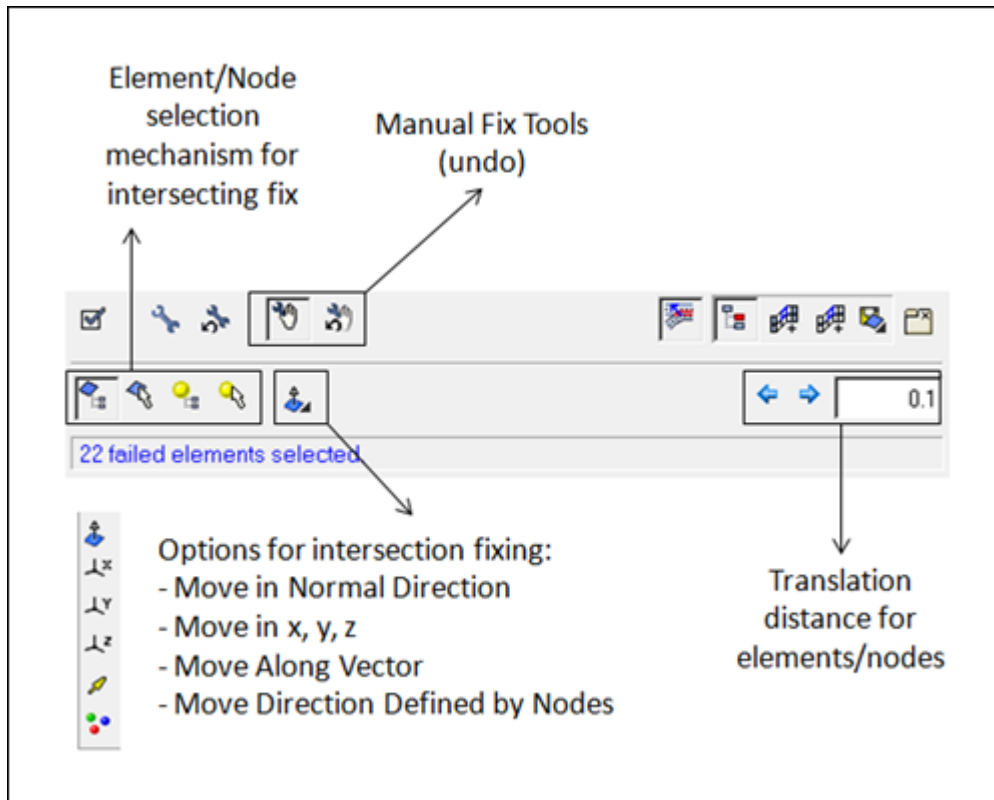 Element/Node
selection
mechanism for
intersecting fix
Manual Fix Tools
(undo)
0.1
22 failed elements selected
X
Y
Z
Options for intersection fixing:
- Move in Normal Direction
- Move in x, y, z
- Move Along Vector
- Move Direction Defined by Nodes
Translation
distance for
elements/nodes